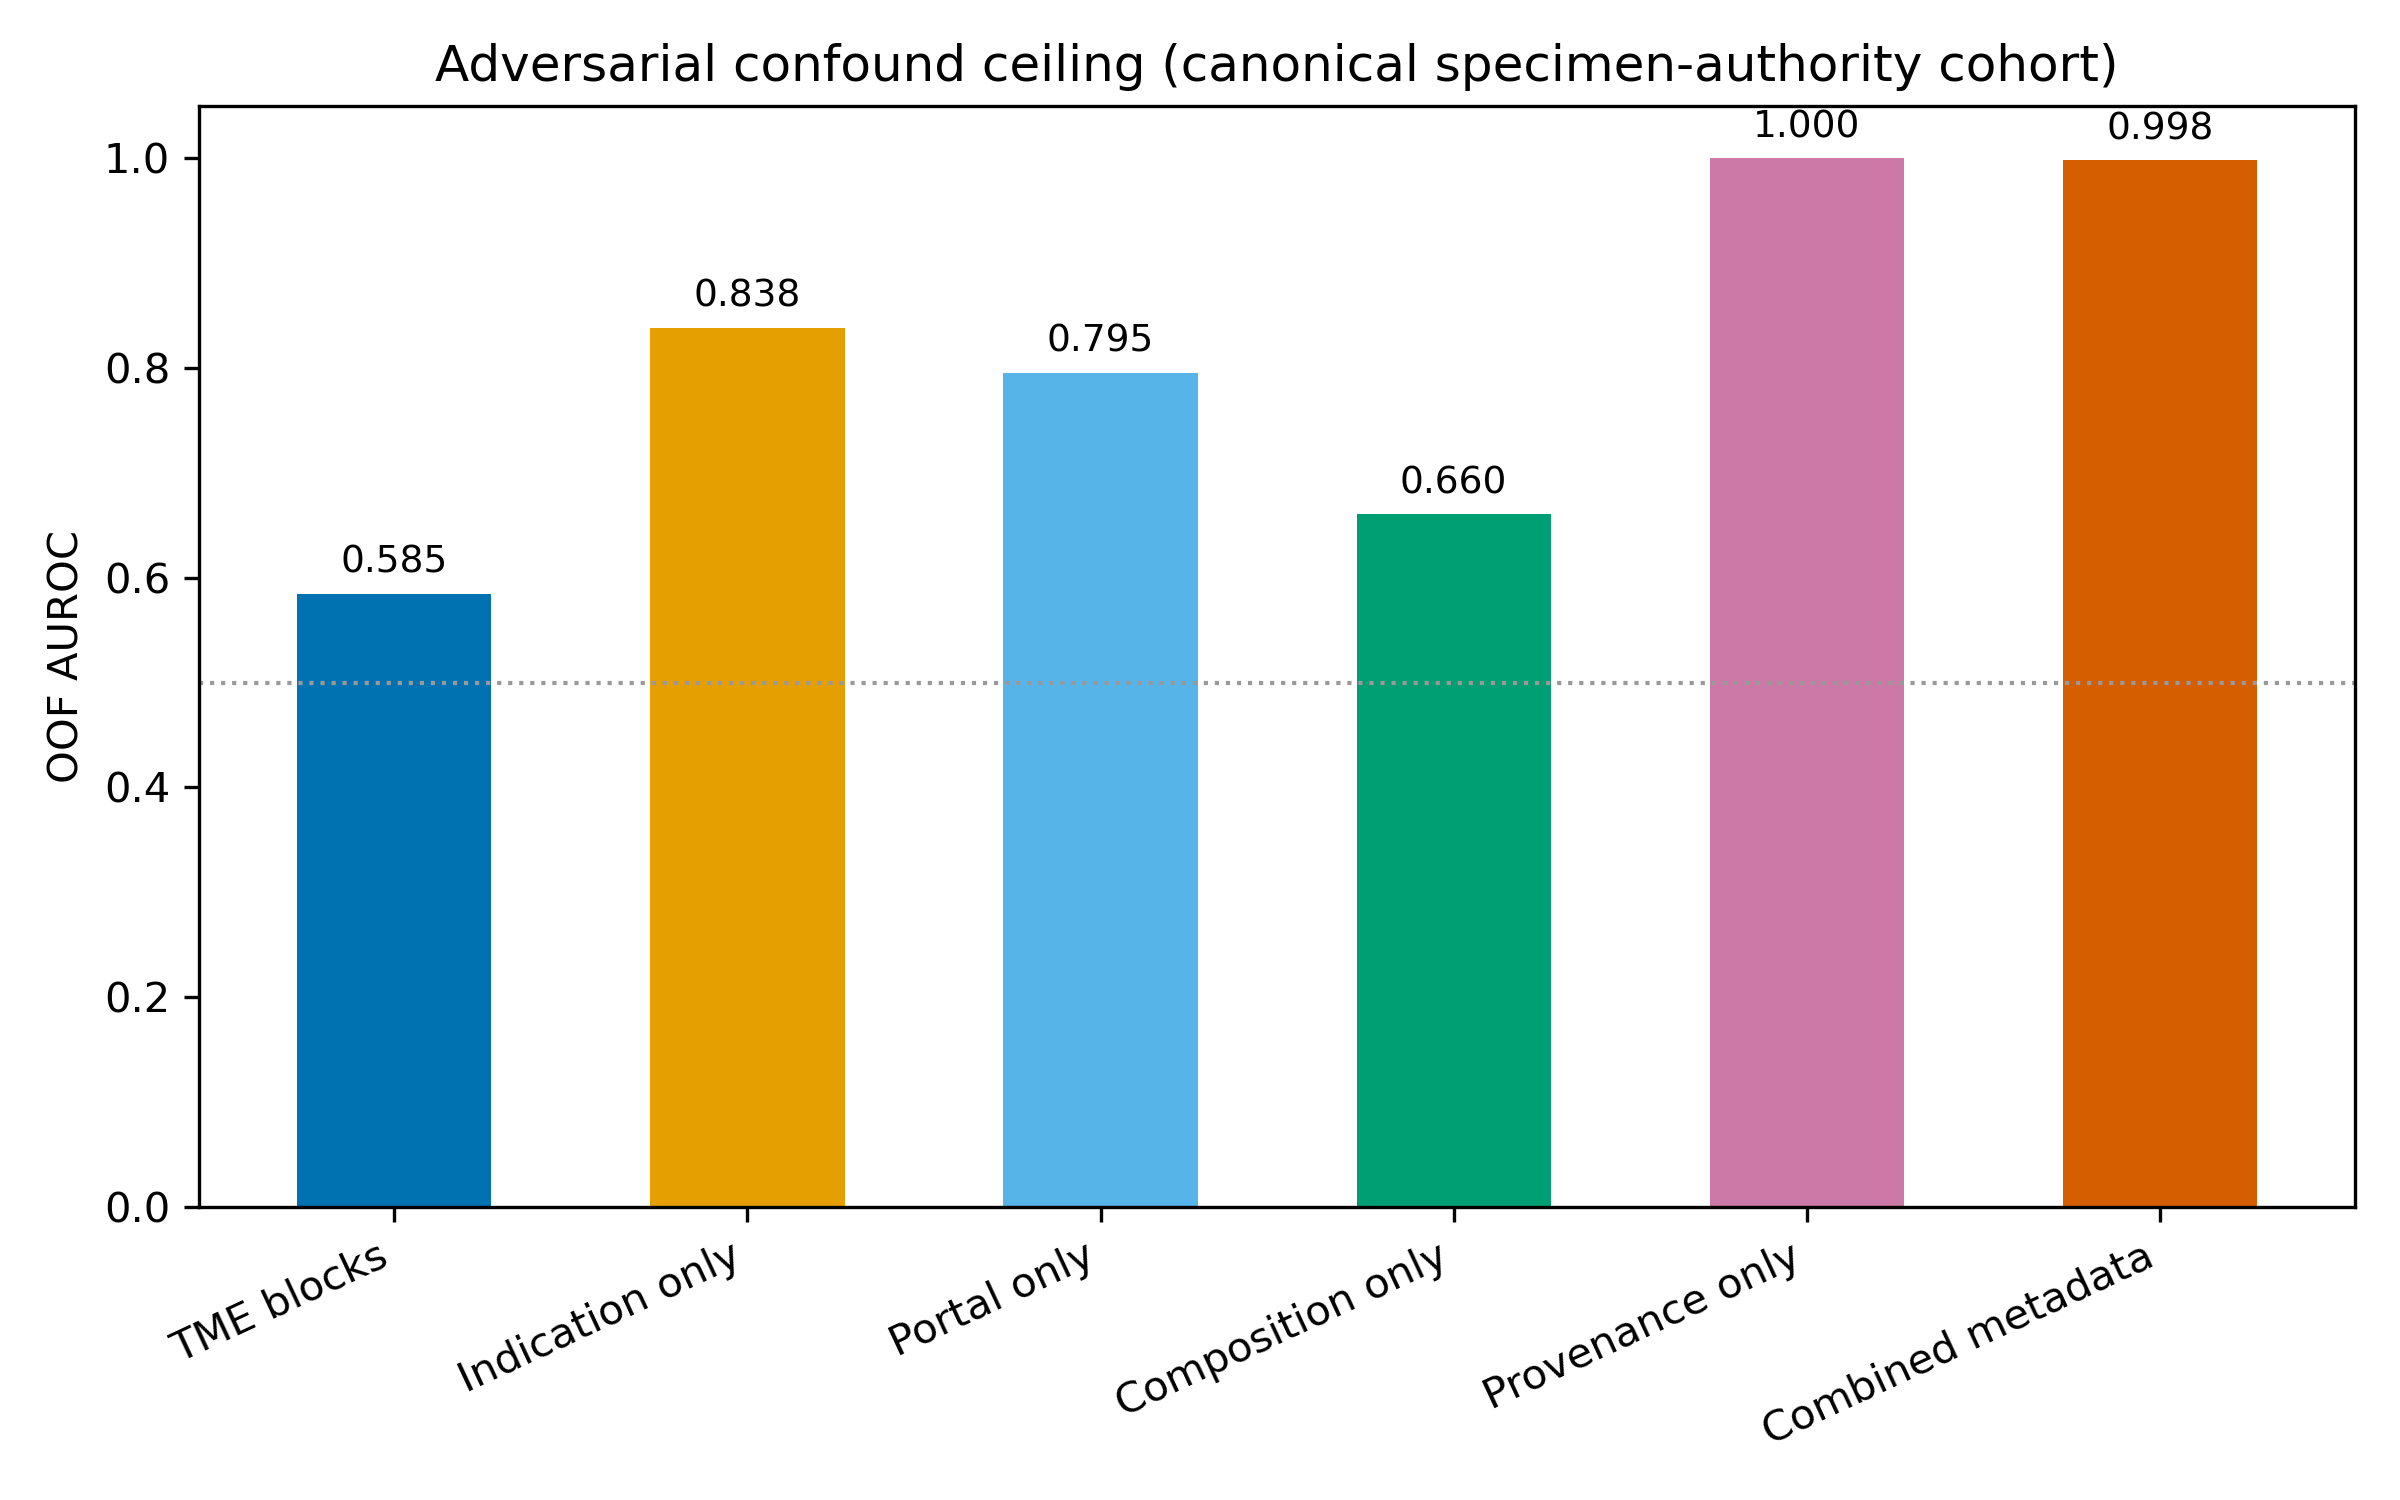 Adversarial confound ceiling (canonical specimen-authority cohort)
OOF AUROC
1.0
0.8
0.6
0.4
0.2
0.0
0.585
0.838
0.795
0.660
1.000
0.998
TME blocks
Indication only
Portal only
Composition only
Provenance only
Combined metadata